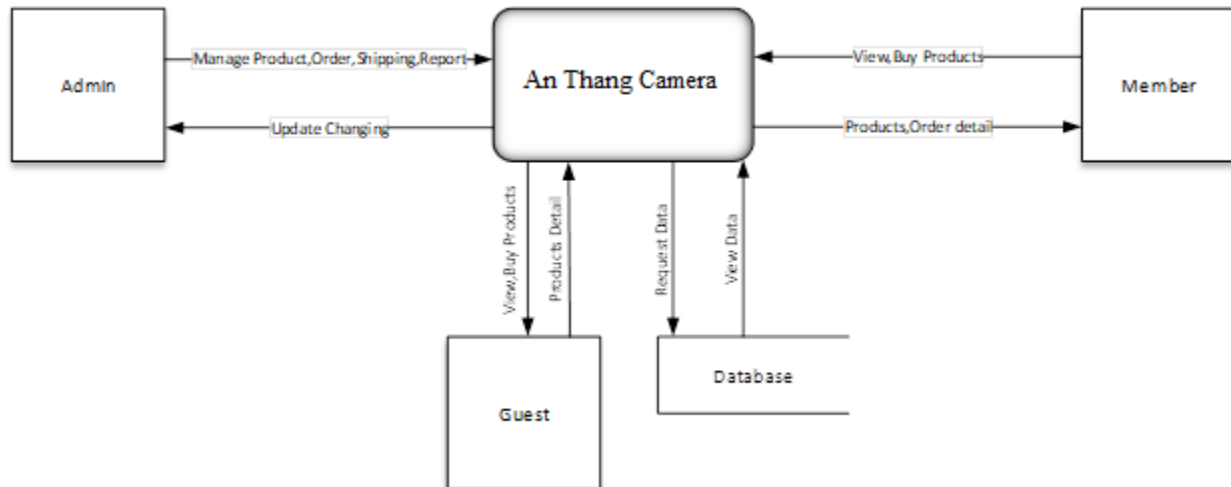 Manage Product,Order,Shipping,Report
Admin
Update Changing
An Thang Camera
View,Buy Products
Products,Order detail
Member
View,Buy Products
Products Detail
Request Data
View Data
Guest
Database